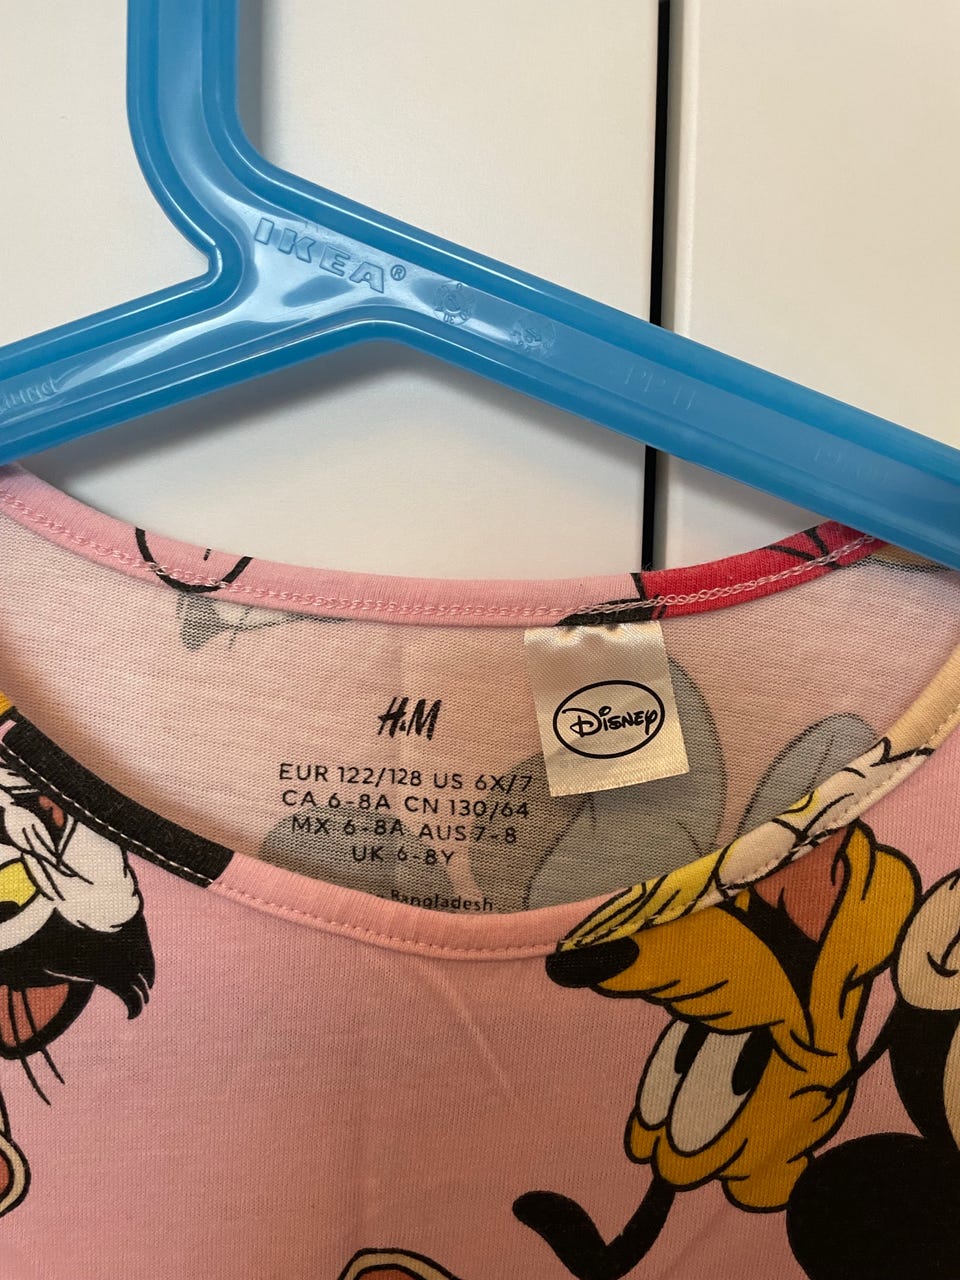 IKEA®
PP
H&M
Disney
EUR 122/128 US 6X/7
CA 6-8A CN 130/64
MX 6-8A AUS 7-8
UK 6-8Y
Bangladesh